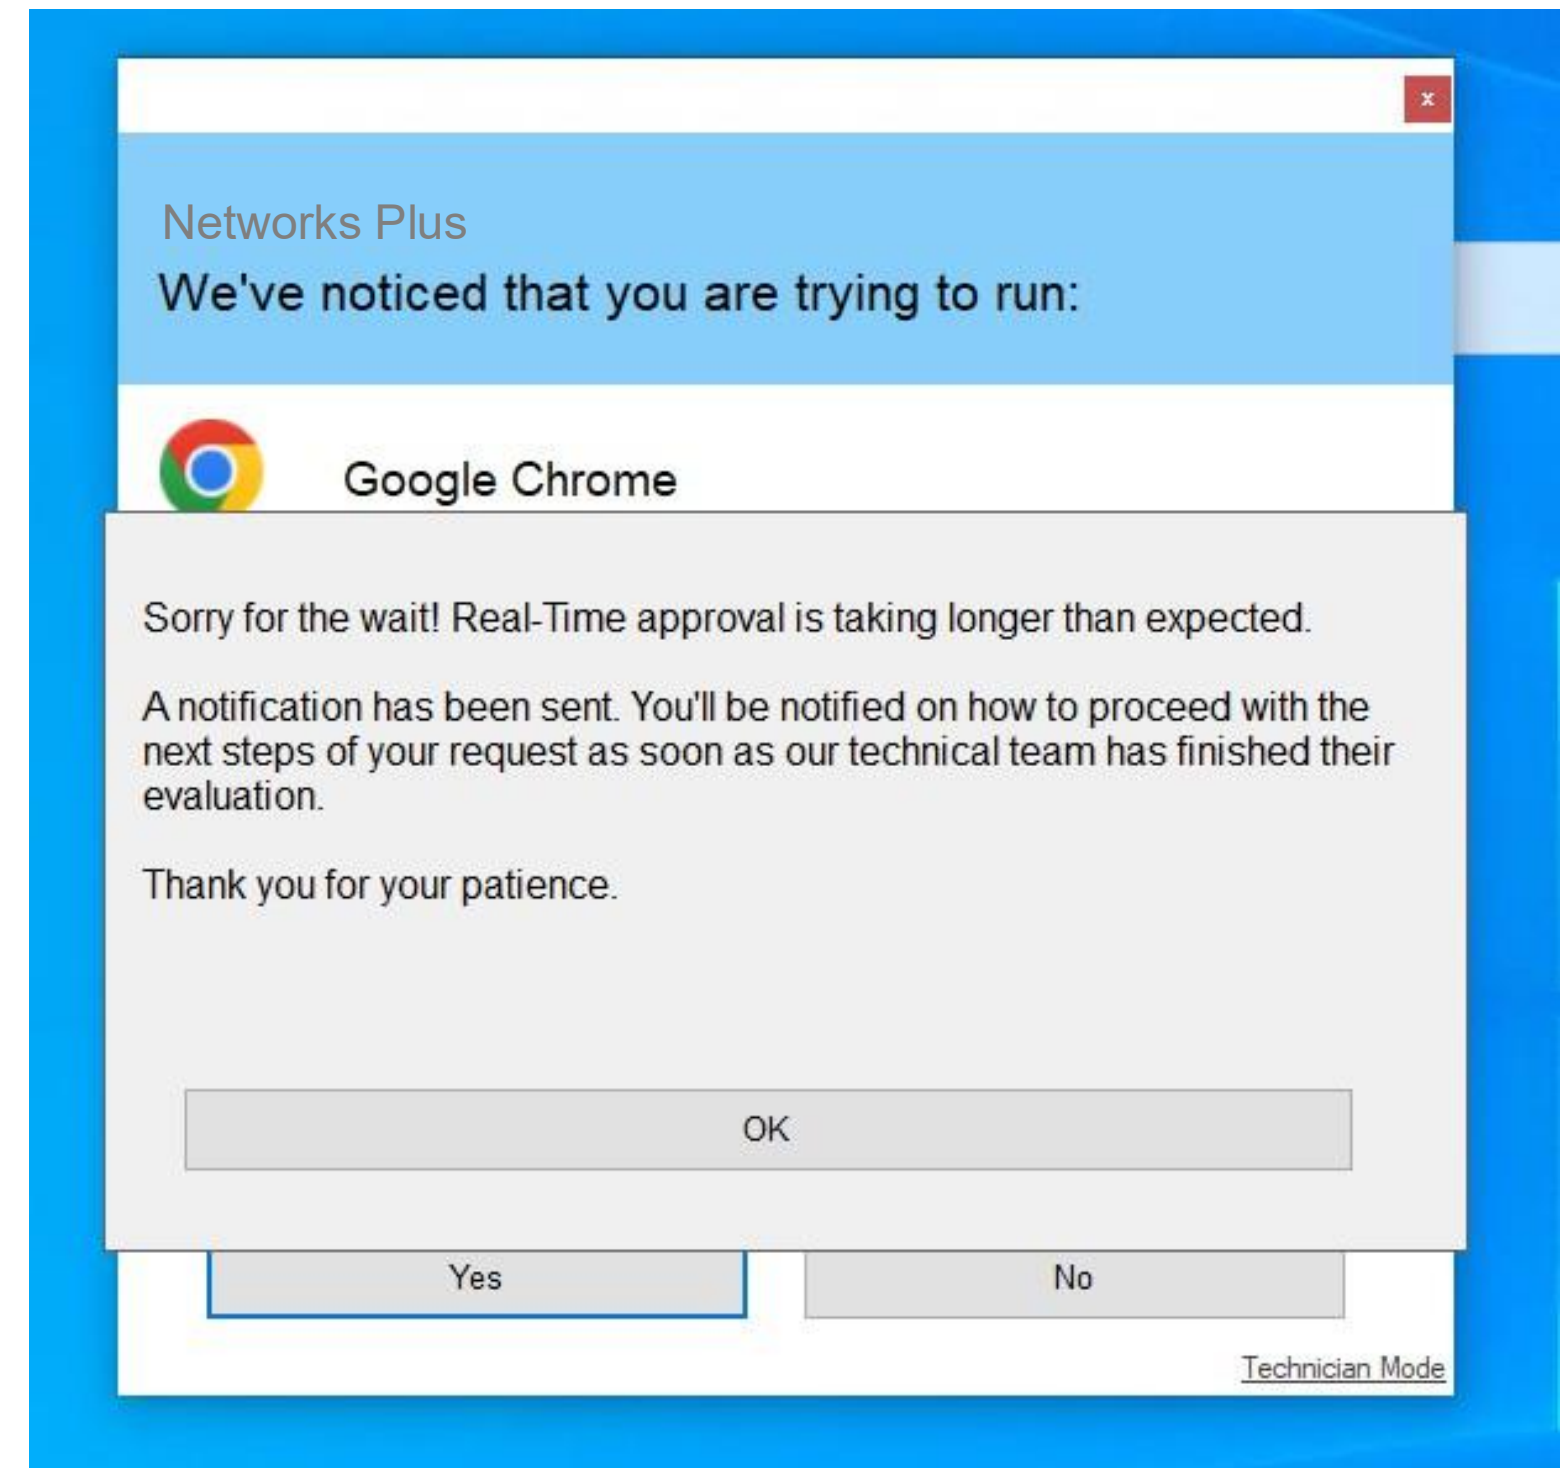 x
Networks Plus
We've noticed that you are trying to run:
Google Chrome
Sorry for the wait! Real-Time approval is taking longer than expected.
A notification has been sent. You'll be notified on how to proceed with the
next steps of your request as soon as our technical team has finished their
evaluation.
Thank you for your patience.
OK
Yes No
Technician Mode